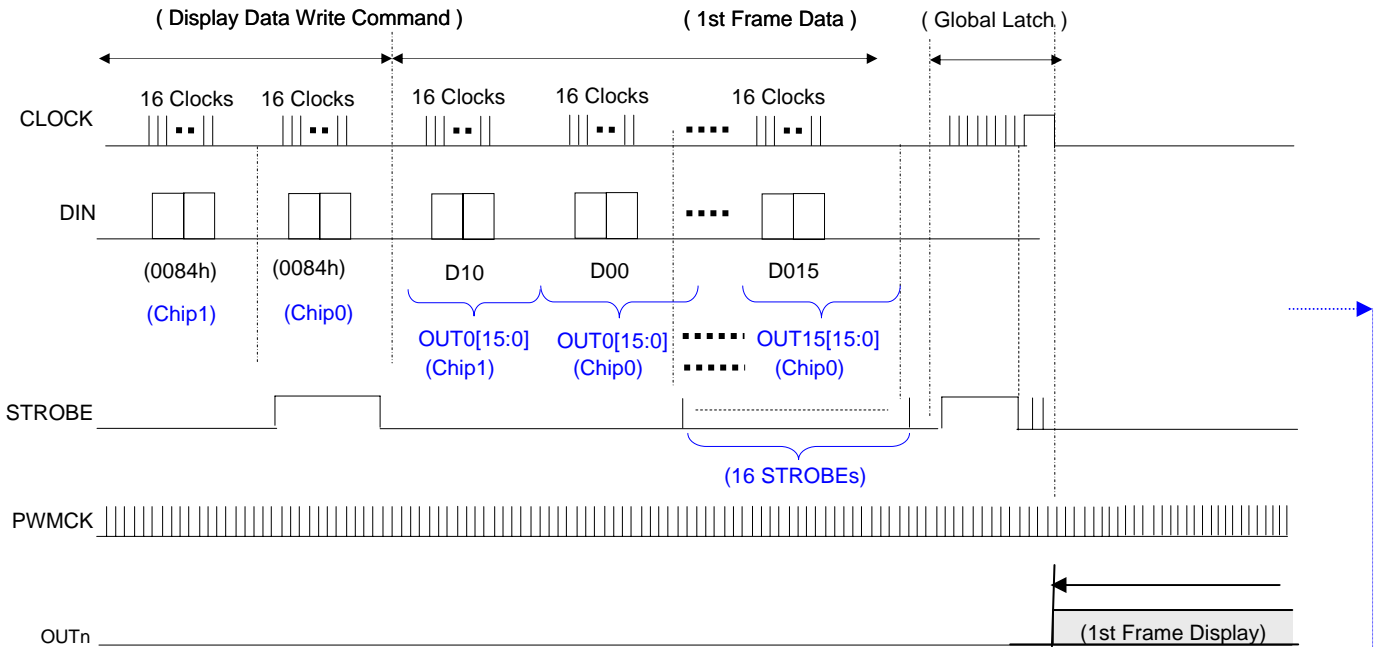 ( Display Data Write Command )
( 1st Frame Data )
( Global Latch )
16 Clocks
16 Clocks
16 Clocks
16 Clocks
16 Clocks
CLOCK
DIN
(0084h)
(0084h)
D10
D00
D015
(Chip1)
(Chip0)
OUT0[15:0]
(Chip1)
OUT0[15:0]
(Chip0)
OUT15[15:0]
(Chip0)
STROBE
(16 STROBEs)
PWMCK
OUTn
(1st Frame Display)